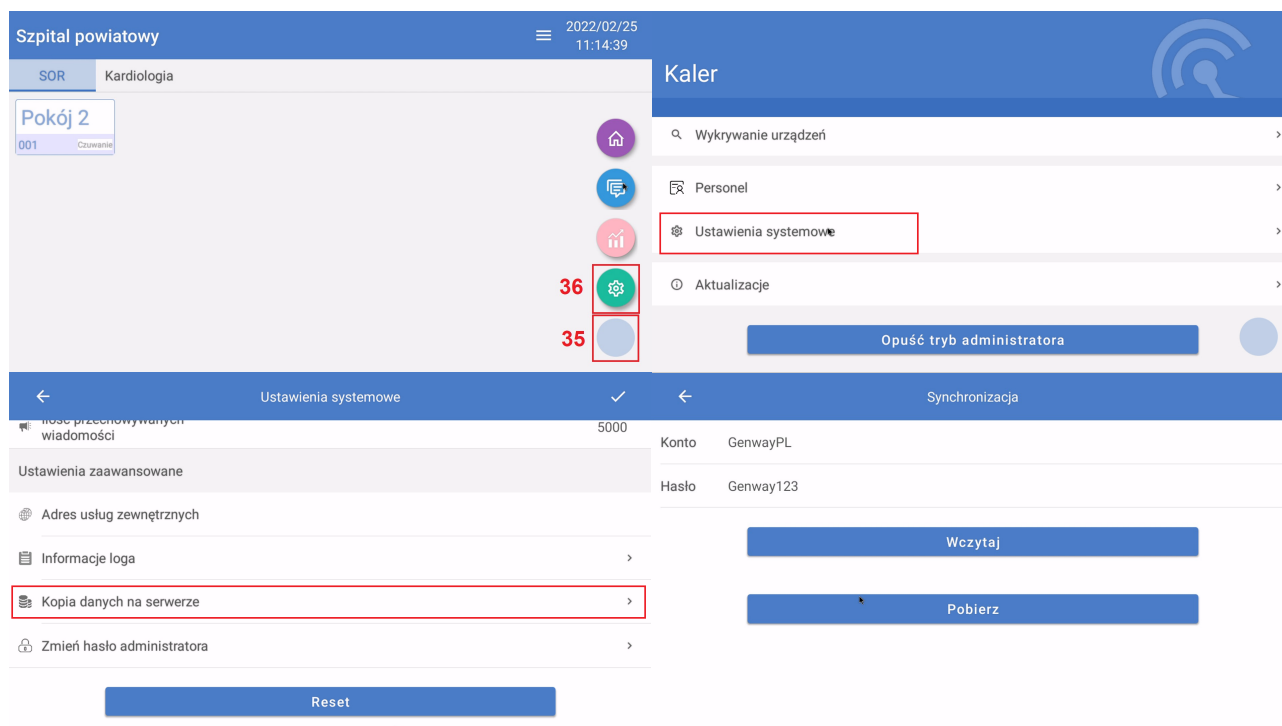 Szpital powiatowy
2022/02/25
11:14:39
SOR
Kardiologia
Pokój 2
001
Czuwanie
36
35
Kaler
Wykrywanie urządzeń
Personel
Ustawienia systemowe
Aktualizacje
Opuść tryb administratora
Ustawienia systemowe
Ilość przechowywanych
wiadomości
5000
Ustawienia zaawansowane
Adres usług zewnętrznych
Informacje loga
Kopia danych na serwerze
Zmień hasło administratora
Reset
Synchronizacja
Konto
GenwayPL
Hasło
Genway123
Wczytaj
Pobierz